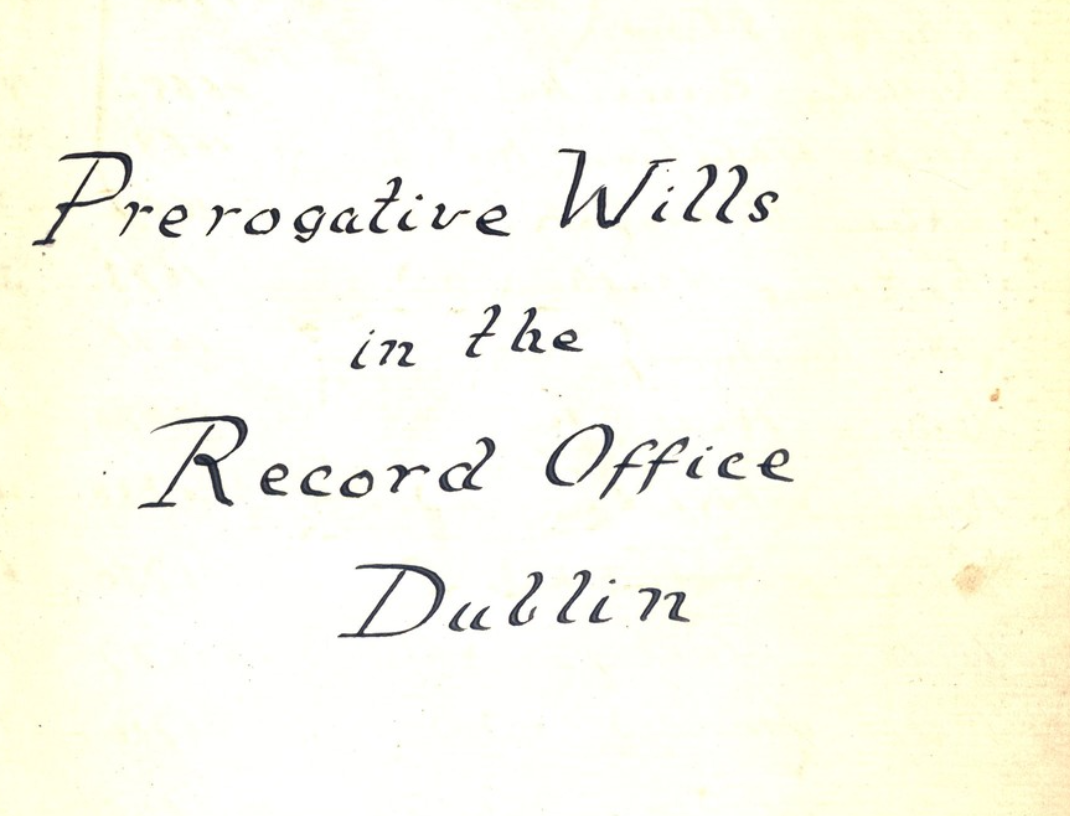 Prerogative Wills
in the
Record Office
Dublin